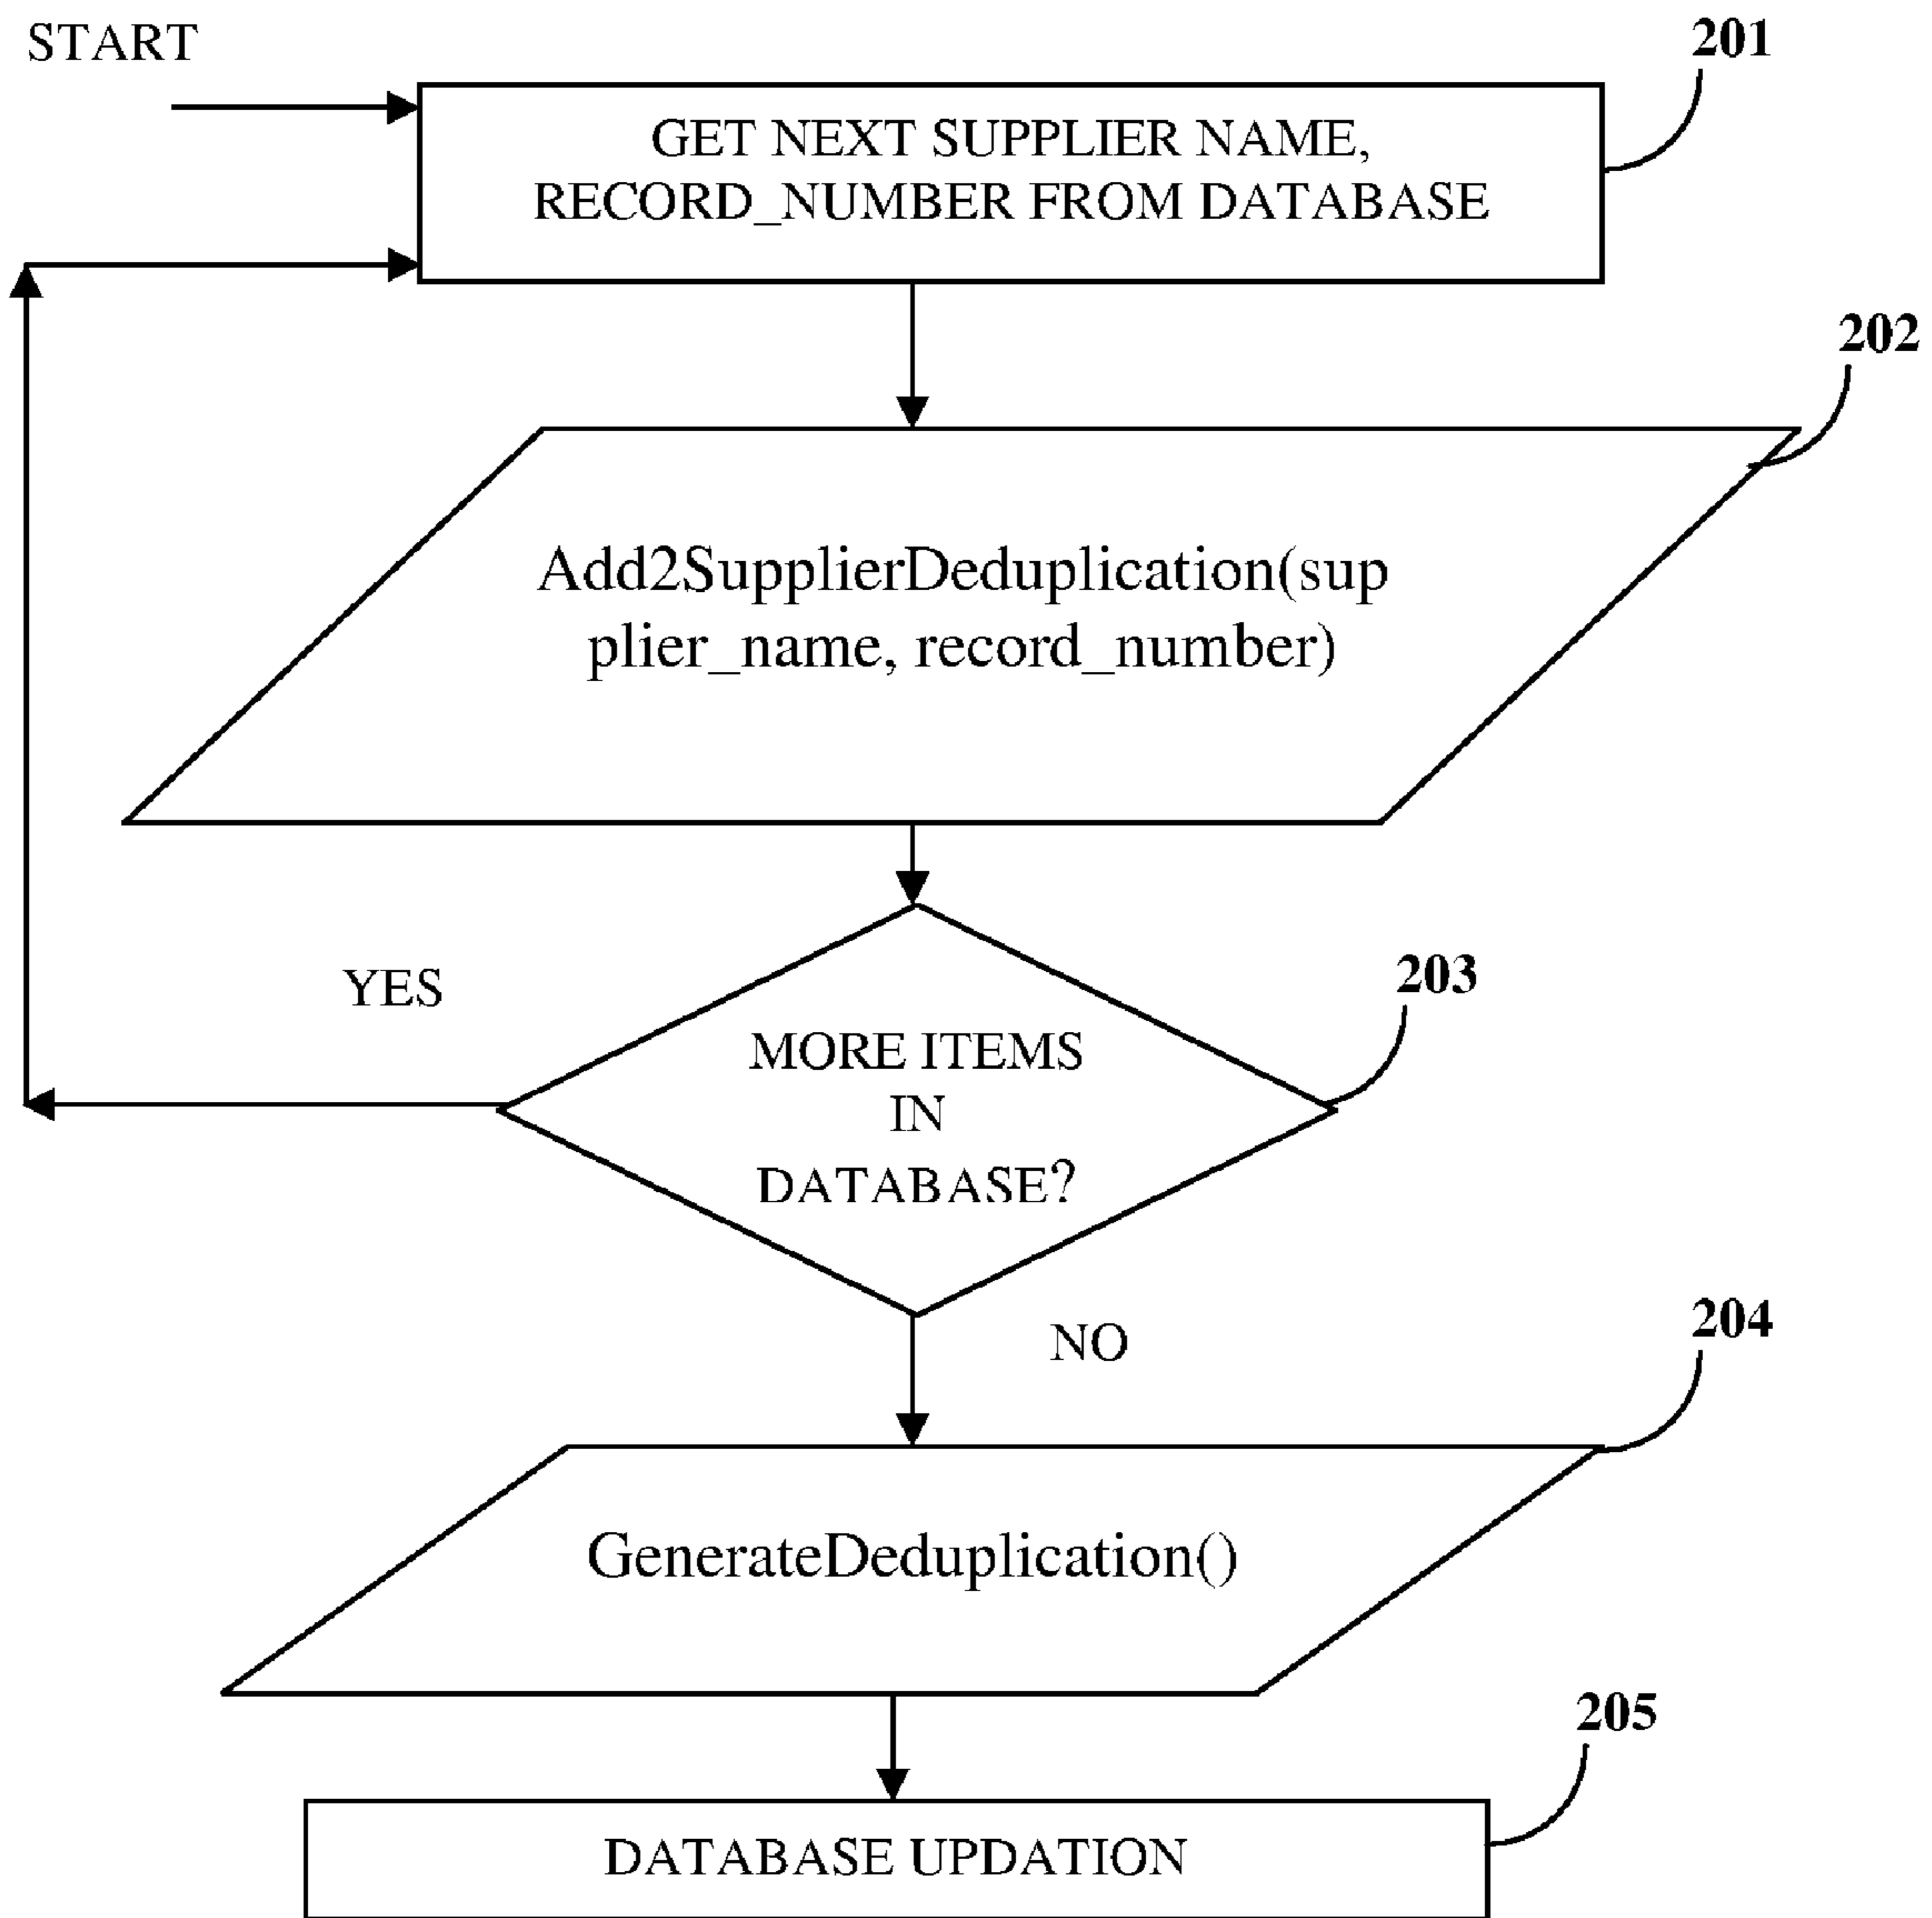 START
201
GET NEXT SUPPLIER NAME,
RECORD_NUMBER FROM DATABASE
202
Add2SupplierDeduplication(sup
plier_name, record_number)
YES
203
MORE ITEMS
IN
DATABASE?
NO
204
GenerateDeduplication()
205
DATABASE UPDATION